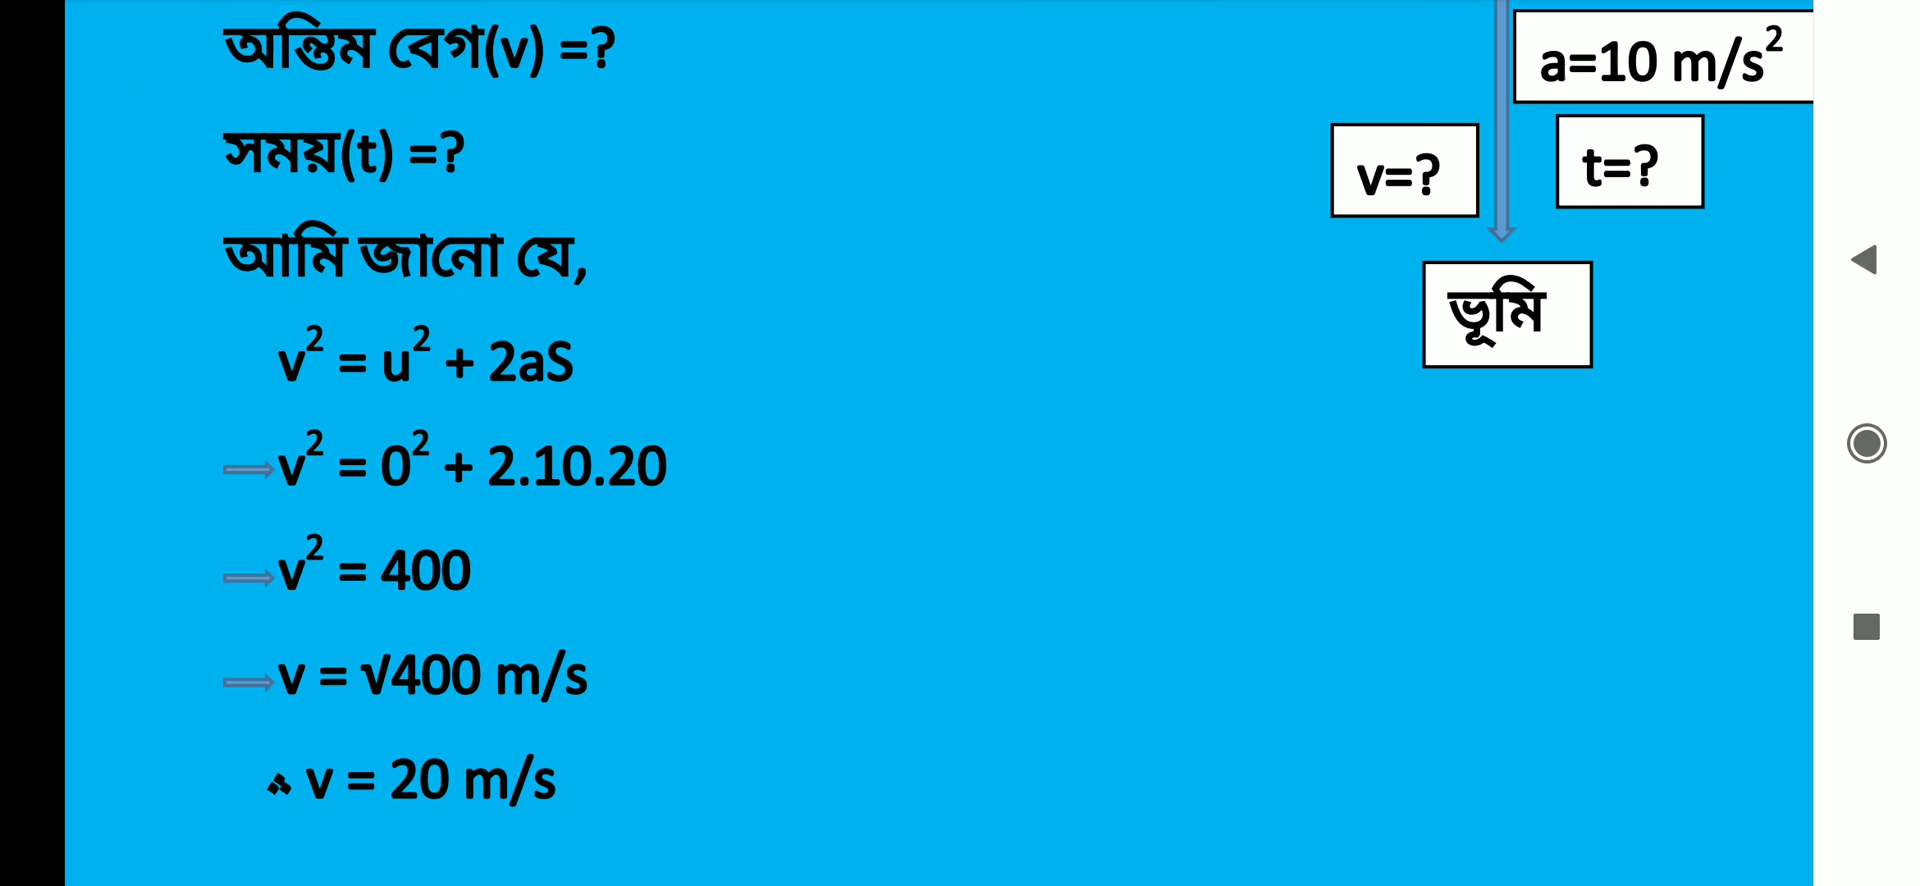 অন্তিম বেগ(v) =?
সময়(t) =?
আমি জানো যে,
v² = u² + 2aS
⟹v² = 0² + 2.10.20
⟹v² = 400
⟹v = √400 m/s
∴ v = 20 m/s
a=10 m/s²
v=?
t=?
ভূমি